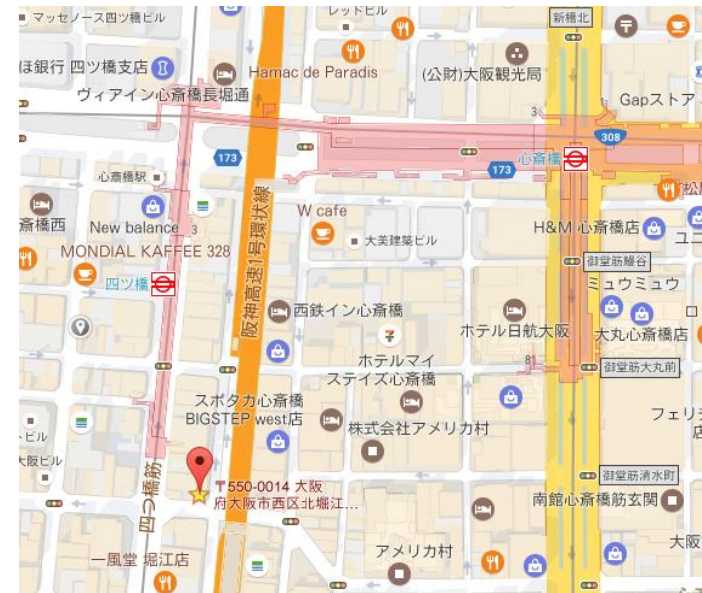 マッセノース四ツ橋ビル
レッドビル
新橋北
ほ銀行 四ツ橋支店
Hamac de Paradis
(公財)大阪観光局
ヴィアイン心斎橋長堀通
Gapストア
3
308
173
心斎橋
173
心斎橋駅
松屋
斎橋西
New balance
3
W cafe
H&M 心斎橋店
ユニ
MONDIAL KAFFEE 328
大美建築ビル
御堂筋鰻谷
四ツ橋
阪神高速1号環状線
ミュウミュウ
西鉄イン心斎橋
ホテル日航大阪
大丸心斎橋店
ホテルマイ
ステイズ心斎橋
8
御堂筋大丸前
スポタカ心斎橋
BIGSTEP west店
株式会社アメリカ村
フェリ
店
トビル
大阪ビル
〒550-0014 大阪
府大阪市西区北堀江...
四つ橋筋
御堂筋清水町
南館心斎橋筋玄関
一風堂 堀江店
アメリカ村
大阪